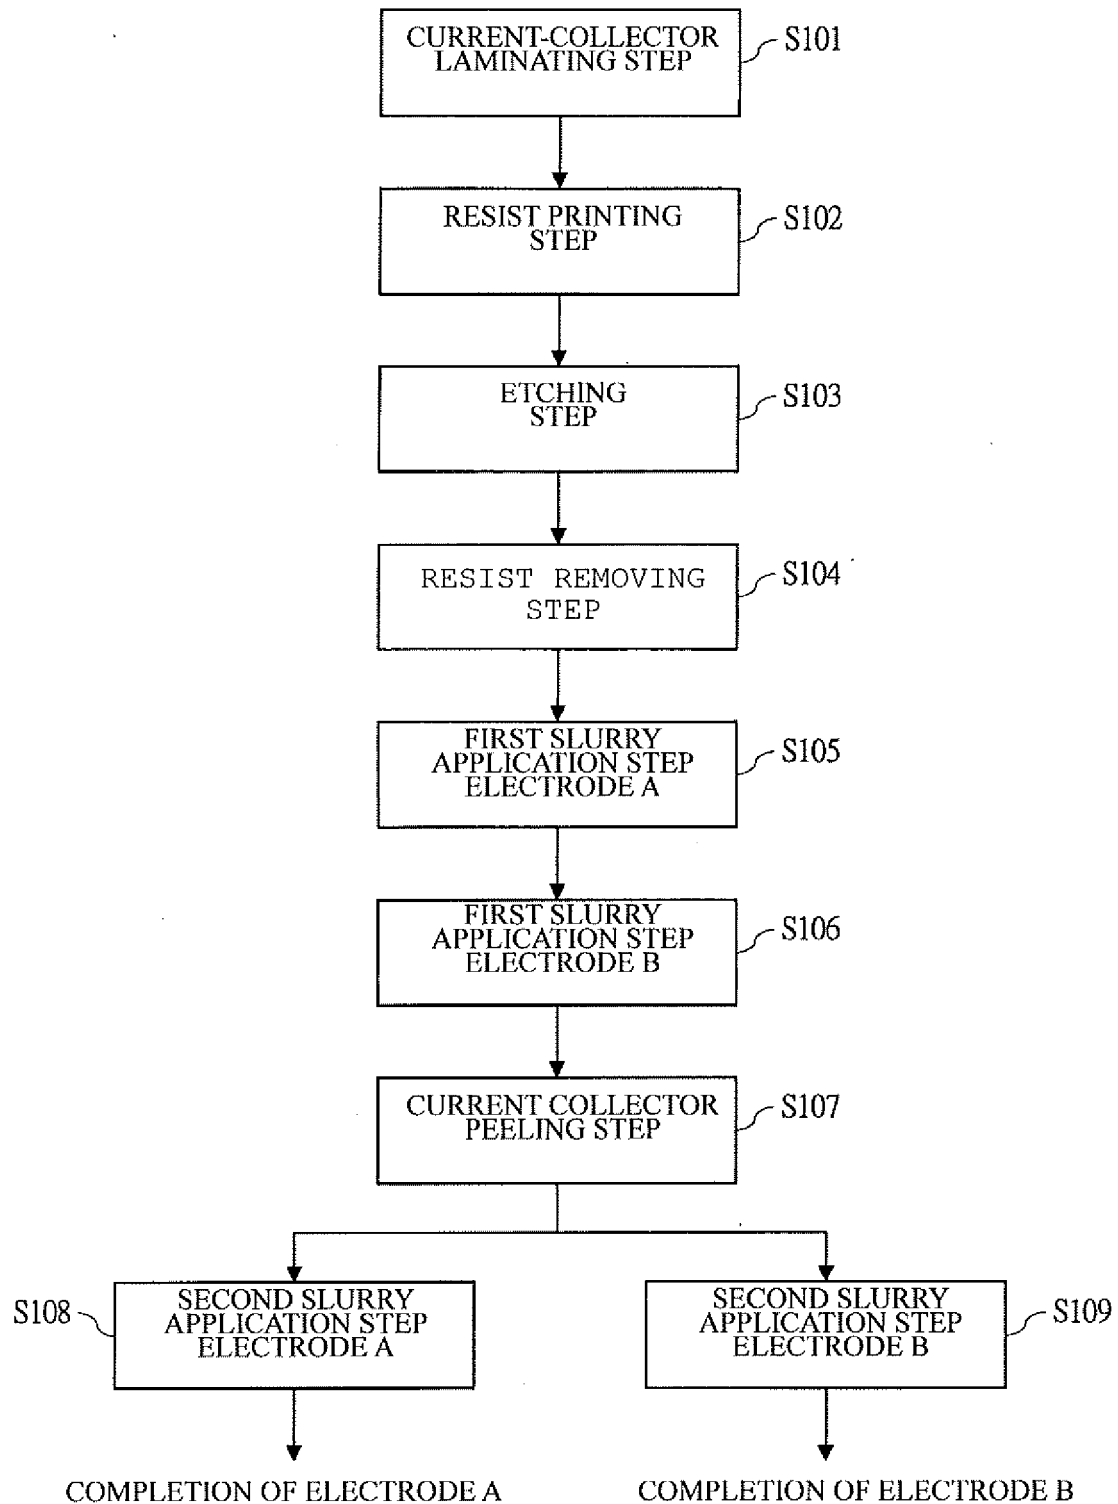 CURRENT-COLLECTOR
LAMINATING STEP
S101
RESIST PRINTING
STEP
S102
ETCHING
STEP
S103
RESIST REMOVING
STEP
S104
FIRST SLURRY
APPLICATION STEP
ELECTRODE A
S105
FIRST SLURRY
APPLICATION STEP
ELECTRODE B
S106
CURRENT COLLECTOR
PEELING STEP
S107
S108
SECOND SLURRY
APPLICATION STEP
ELECTRODE A
SECOND SLURRY
APPLICATION STEP
ELECTRODE B
S109
COMPLETION OF ELECTRODE A
COMPLETION OF ELECTRODE B